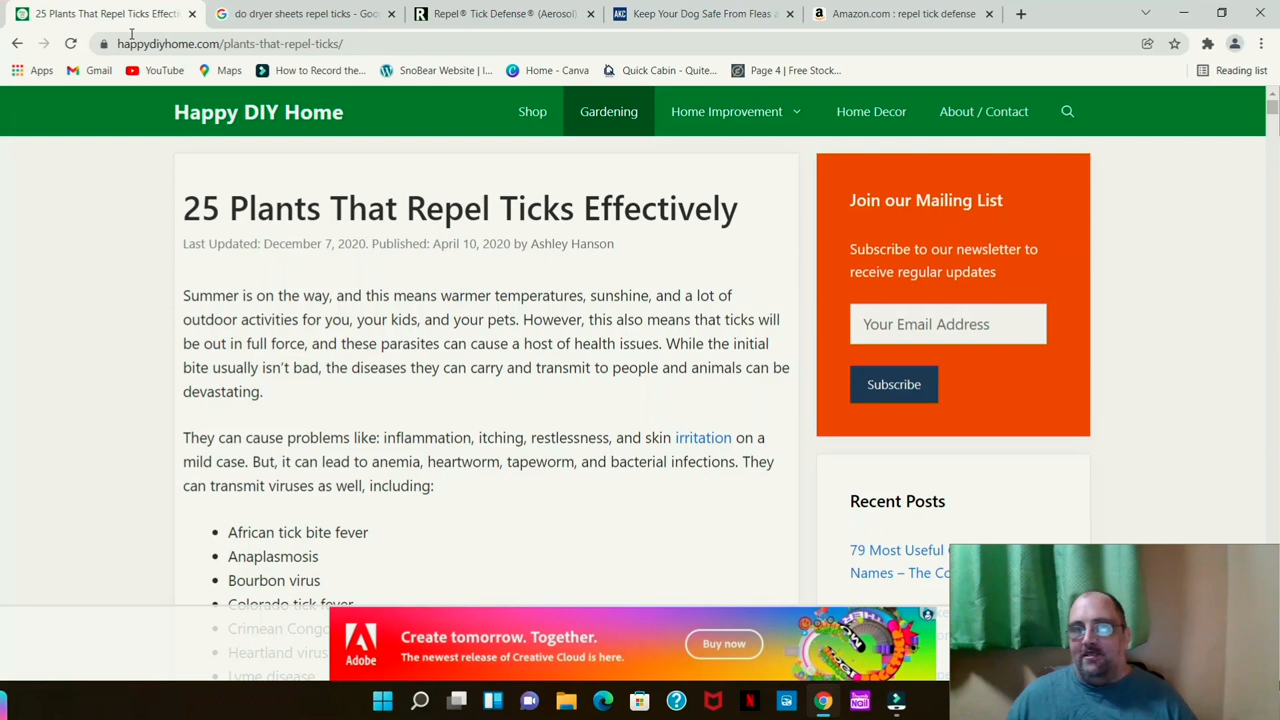 25 Plants That Repel Ticks Effecti
do dryer sheets repel ticks - Goo
Repel® Tick Defense® (Aerosol)
AKC Keep Your Dog Safe From Fleas a
Amazon.com : repel tick defense
happydiyhome.com/plants-that-repel-ticks/
Apps Gmail YouTube Maps How to Record the... SnoBear Website | I... Home - Canva Quick Cabin - Quite... Page 4 | Free Stock... Reading list
Happy DIY Home Shop Gardening Home Improvement Home Decor About / Contact
25 Plants That Repel Ticks Effectively
Last Updated: December 7, 2020. Published: April 10, 2020 by Ashley Hanson
Summer is on the way, and this means warmer temperatures, sunshine, and a lot of
outdoor activities for you, your kids, and your pets. However, this also means that ticks will
be out in full force, and these parasites can cause a host of health issues. While the initial
bite usually isn't bad, the diseases they can carry and transmit to people and animals can be
devastating.
They can cause problems like: inflammation, itching, restlessness, and skin irritation on a
mild case. But, it can lead to anemia, heartworm, tapeworm, and bacterial infections. They
can transmit viruses as well, including:
• African tick bite fever
• Anaplasmosis
• Bourbon virus
• Colorado tick fever
• Crimean Congo
• Heartland virus
• Lyme disease
Join our Mailing List
Subscribe to our newsletter to
receive regular updates
Your Email Address
Subscribe
Recent Posts
79 Most Useful
Names – The Co
Adobe
Create tomorrow. Together.
The newest release of Creative Cloud is here.
Buy now